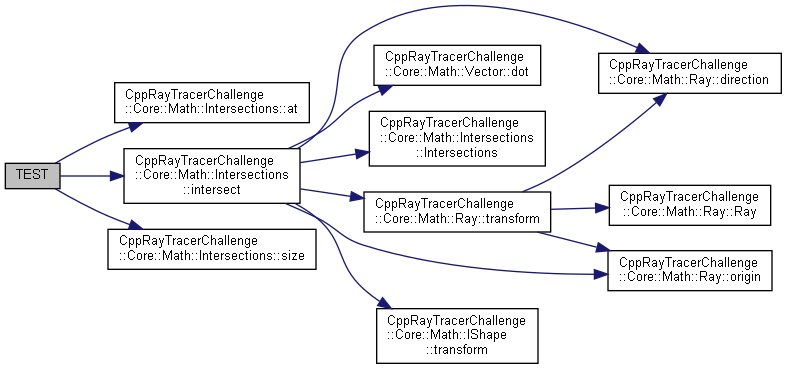 TEST
CppRayTracerChallenge
::Core::Math::Intersections::at
CppRayTracerChallenge
::Core::Math::Intersections
::intersect
CppRayTracerChallenge
::Core::Math::Intersections::size
CppRayTracerChallenge
::Core::Math::Vector::dot
CppRayTracerChallenge
::Core::Math::Intersections
::Intersections
CppRayTracerChallenge
::Core::Math::Ray::transform
CppRayTracerChallenge
::Core::Math::IShape
::transform
CppRayTracerChallenge
::Core::Math::Ray::direction
CppRayTracerChallenge
::Core::Math::Ray::Ray
CppRayTracerChallenge
::Core::Math::Ray::origin